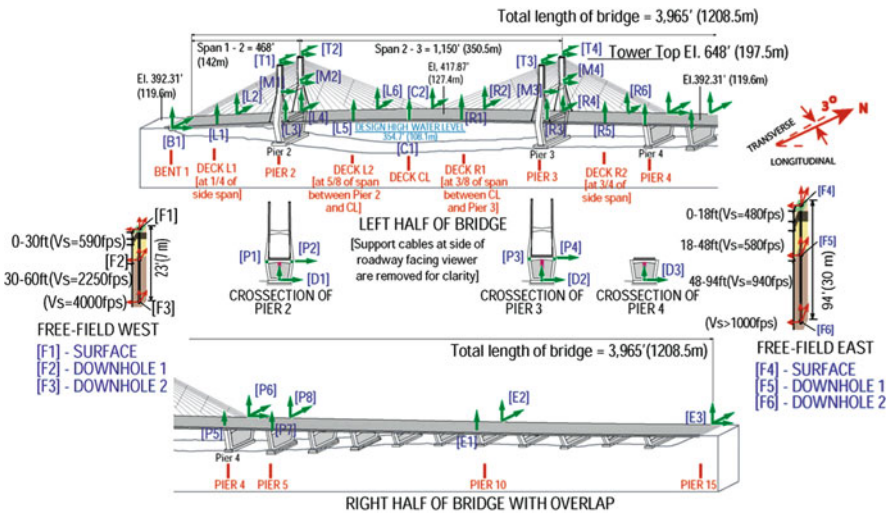 Total length of bridge = 3,965' (1208.5m)
Span 1 - 2 = 468'
(142m)
Span 2 - 3 = 1,150' (350.5m)
Tower Top El. 648' (197.5m)
[T1]
[T2]
[T3]
[T4]
El. 392.31'
(119.6m)
El, 417.87'
(127.4m)
El.392.31' (119.6m)
[M1]
[M2]
[M3]
[M4]
[L2]
[L6]
[C2]
[R2]
[R6]
[B1]
[L1]
[L3]
[L4]
[L5]
[R1]
[R3]
[R4]
[R5]
DESIGN HIGH WATER LEVEL
354.7' (108.1m)
[C1]
Pier 2
Pier 3
Pier 4
BENT 1
DECK L1
[at 1/4 of
side span]
PIER 2
DECK L2
[at 5/8 of span
between Pier 2
and CL]
DECK CL
DECK R1
[at 3/8 of span
between CL
and Pier 3]
PIER 3
DECK R2
[at 3/4 of
side span]
PIER 4
TRANSVERSE
3°
N
LONGITUDINAL
LEFT HALF OF BRIDGE
[Support cables at side of
roadway facing viewer
are removed for clarity]
[P1]
[P2]
[D1]
CROSSECTION OF
PIER 2
[P3]
[P4]
[D2]
CROSSECTION OF
PIER 3
[D3]
CROSSECTION OF
PIER 4
[F1]
0-30ft(Vs=590fps)
[F2]
30-60ft(Vs=2250fps)
(Vs=4000fps)
[F3]
23'(7 m)
FREE-FIELD WEST
[F1] - SURFACE
[F2] - DOWNHOLE 1
[F3] - DOWNHOLE 2
[F4]
0-18ft(Vs=480fps)
18-48ft(Vs=580fps)
[F5]
48-94ft(Vs=940fps)
(Vs>1000fps)
[F6]
94'(30 m)
FREE-FIELD EAST
[F4] - SURFACE
[F5] - DOWNHOLE 1
[F6] - DOWNHOLE 2
Total length of bridge = 3,965'(1208.5m)
[P6]
[P8]
[E2]
[E3]
[P5]
[P7]
[E1]
Pier 4
PIER 4
PIER 5
PIER 10
PIER 15
RIGHT HALF OF BRIDGE WITH OVERLAP